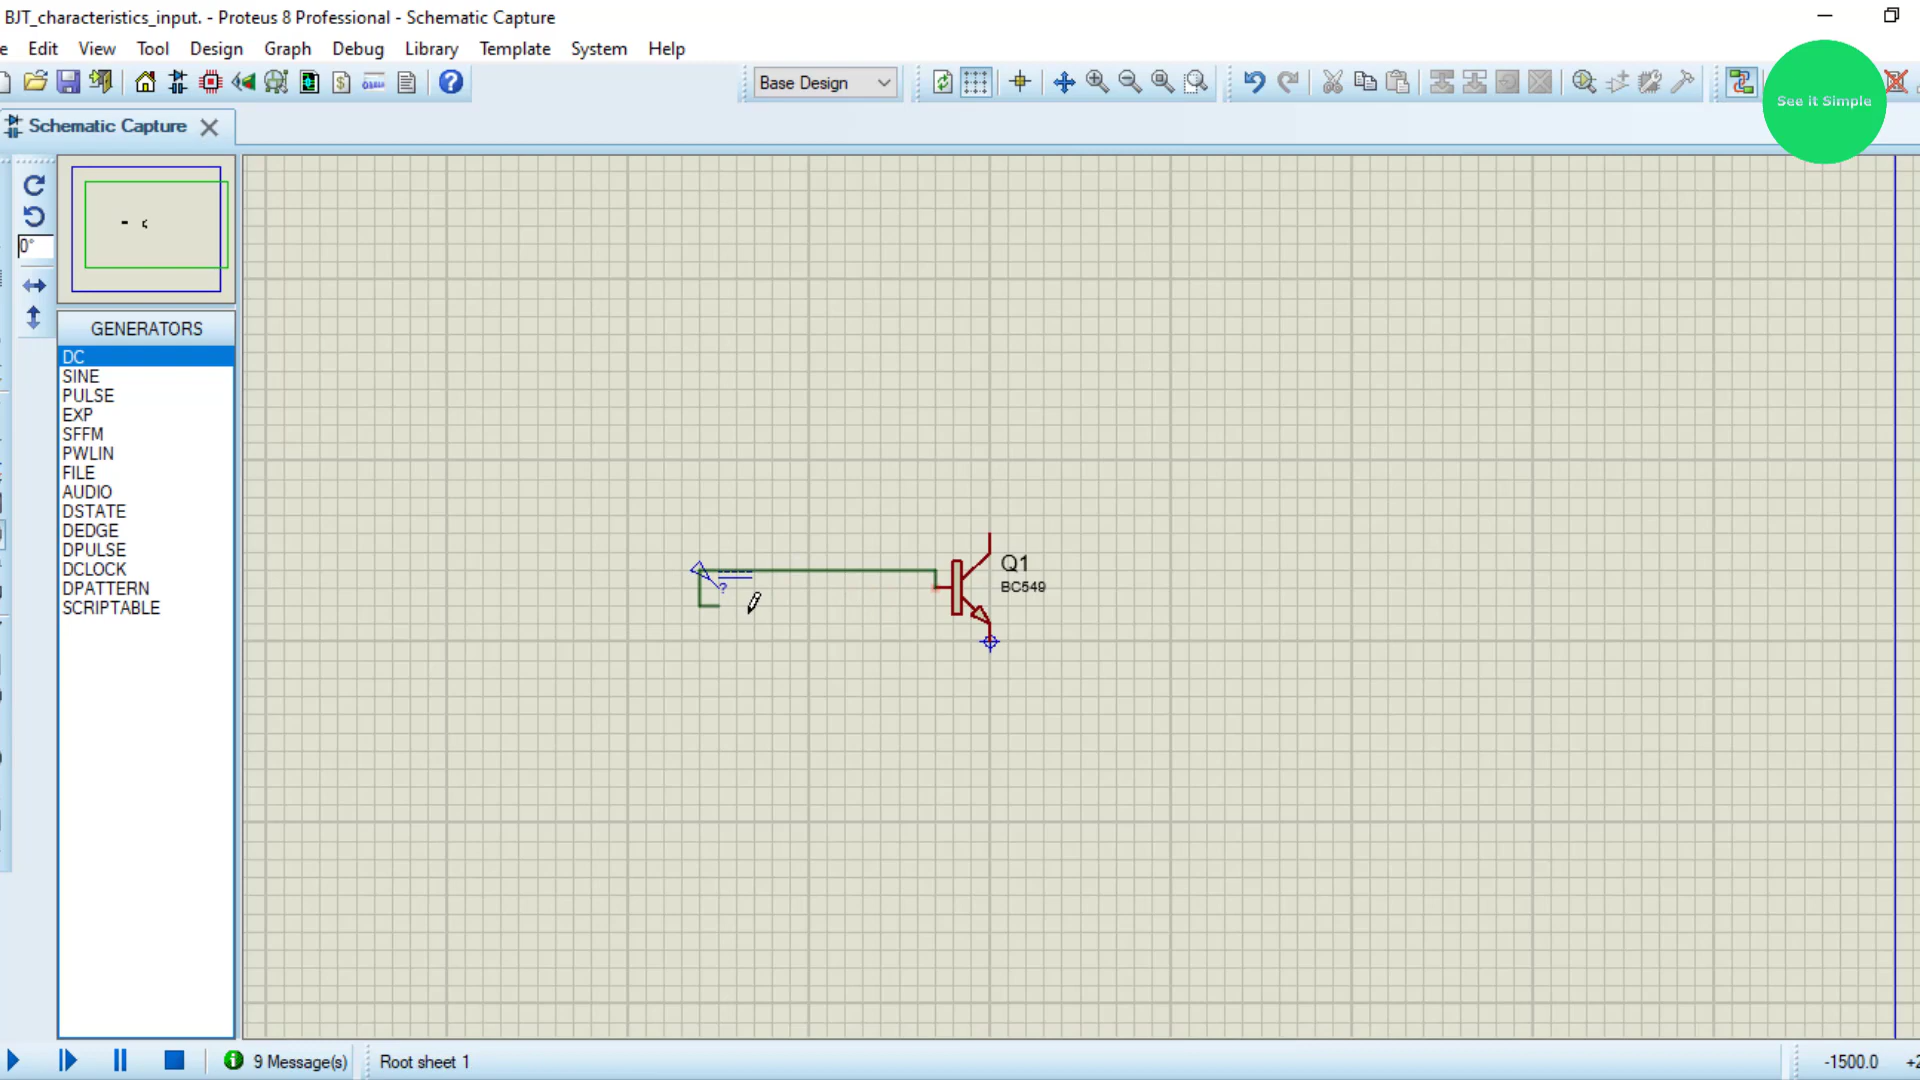 BJT_characteristics_input. - Proteus 8 Professional - Schematic Capture
e Edit View Tool Design Graph Debug Library Template System Help
Base Design
See it Simple
Schematic Capture
0°
GENERATORS
DC
SINE
PULSE
EXP
SFFM
PWLIN
FILE
AUDIO
DSTATE
DEDGE
DPULSE
DCLOCK
DPATTERN
SCRIPTABLE
?
Q1
BC549
9 Message(s)
Root sheet 1
-1500.0